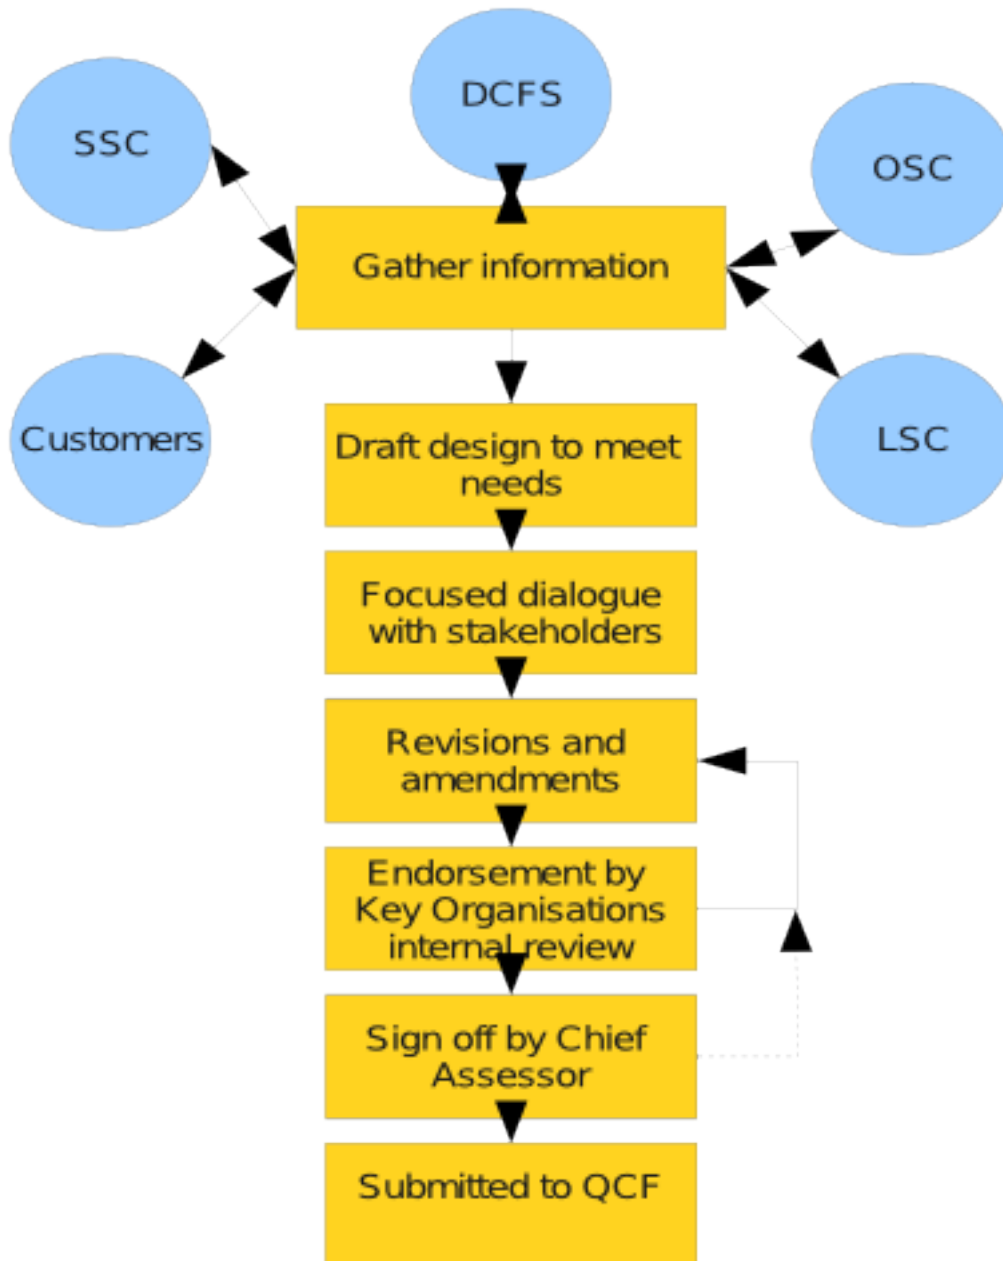 DCFS
SSC
OSC
Gather information
Customers
LSC
Draft design to meet
needs
Focused dialogue
with stakeholders
Revisions and
amendments
Endorsement by
Key Organisations
internal review
Sign off by Chief
Assessor
Submitted to QCF